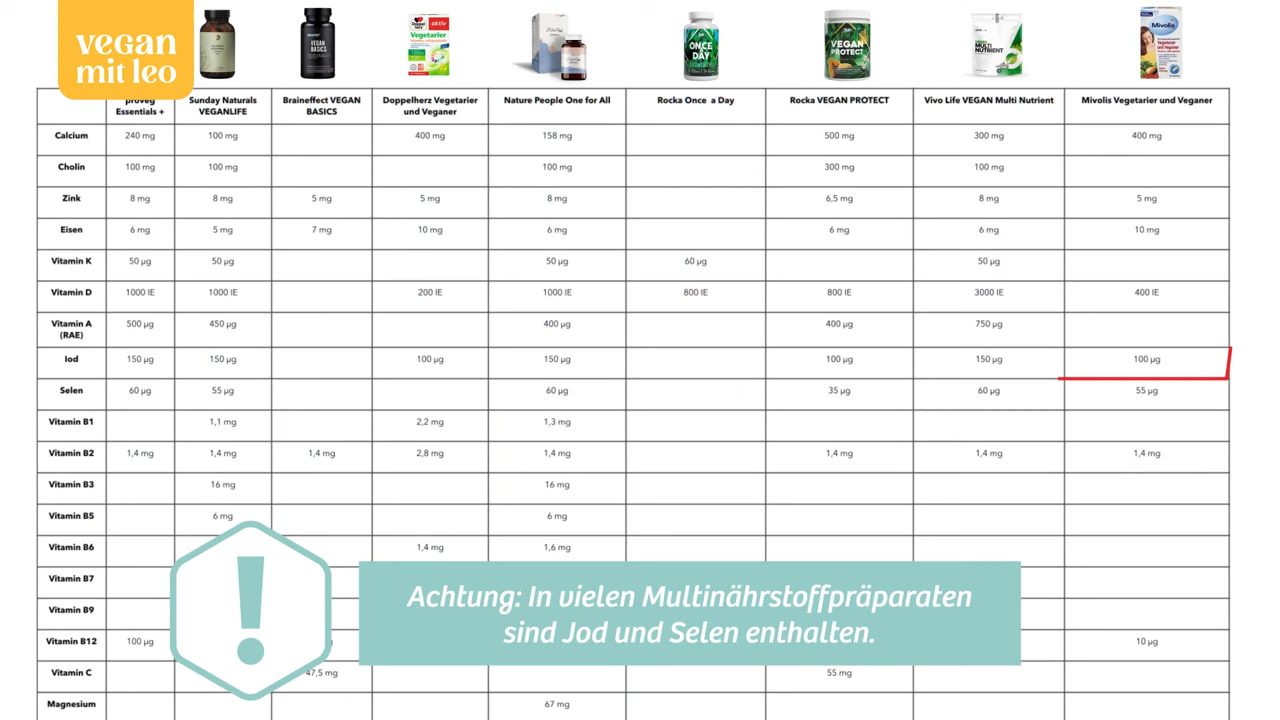 vegan
mit leo
aktiv
Vegetarier
VEGAN
BASICS
ONCE
A
DAY
VEGAN
PROTECT
MULTI
NUTRIENT
Mivolis
proveg Essentials + Sunday Naturals VEGANLIFE Braineffect VEGAN BASICS Doppelherz Vegetarier und Veganer Nature People One for All Rocka Once a Day Rocka VEGAN PROTECT Vivo Life VEGAN Multi Nutrient Mivolis Vegetarier und Veganer
Calcium 240 mg 100 mg 400 mg 158 mg 500 mg 300 mg 400 mg
Cholin 100 mg 100 mg 100 mg 300 mg 100 mg
Zink 8 mg 8 mg 5 mg 5 mg 8 mg 6,5 mg 8 mg 5 mg
Eisen 6 mg 5 mg 7 mg 10 mg 6 mg 6 mg 6 mg 10 mg
Vitamin K 50 µg 50 µg 50 µg 60 µg 50 µg
Vitamin D 1000 IE 1000 IE 200 IE 1000 IE 800 IE 800 IE 3000 IE 400 IE
Vitamin A (RAE) 500 µg 450 µg 400 µg 400 µg 750 µg
Iod 150 µg 150 µg 100 µg 150 µg 100 µg 150 µg 100 µg
Selen 60 µg 55 µg 60 µg 35 µg 60 µg 55 µg
Vitamin B1 1,1 mg 2,2 mg 1,3 mg
Vitamin B2 1,4 mg 1,4 mg 1,4 mg 2,8 mg 1,4 mg 1,4 mg 1,4 mg 1,4 mg
Vitamin B3 16 mg 16 mg
Vitamin B5 6 mg 6 mg
Vitamin B6 1,4 mg 1,6 mg
Vitamin B7
Vitamin B9
Vitamin B12 100 µg 10 µg
Vitamin C 47,5 mg 55 mg
Magnesium 67 mg
!
Achtung: In vielen Multinährstoffpräparaten
sind Jod und Selen enthalten.